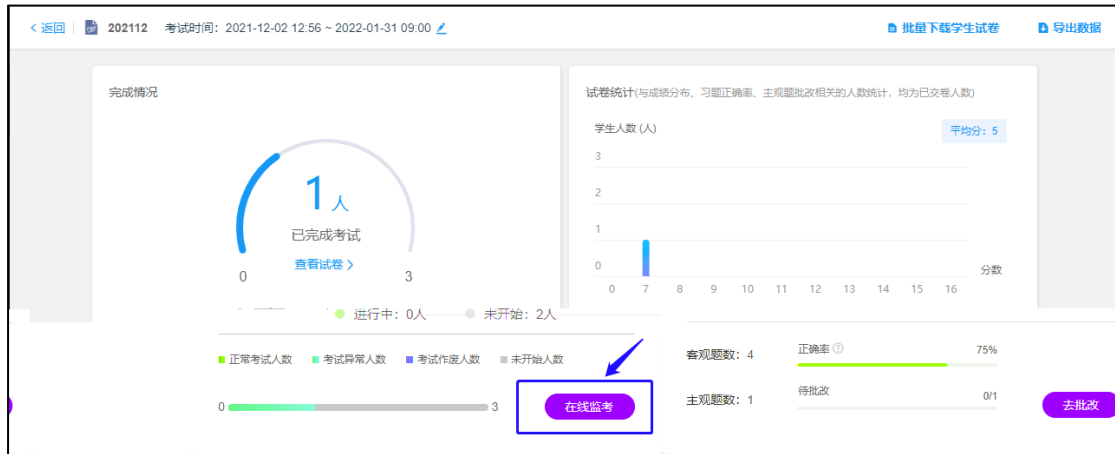 < 返回 202112 考试时间：2021-12-02 12:56 ~ 2022-01-31 09:00 批量下载学生试卷 导出数据
完成情况
1 人
已完成考试
查看试卷 >
0 3
进行中：0人 未开始：2人
正常考试人数 考试异常人数 考试作废人数 未开始人数
0 3 在线监考
试卷统计(与成绩分布、习题正确率、主观题批改相关的人数统计，均为已交卷人数)
学生人数 (人) 平均分：5
3
2
1
0
分数
0 7 8 9 10 11 12 13 14 15 16
客观题数：4 正确率 ? 75%
主观题数：1 待批改 0/1 去批改